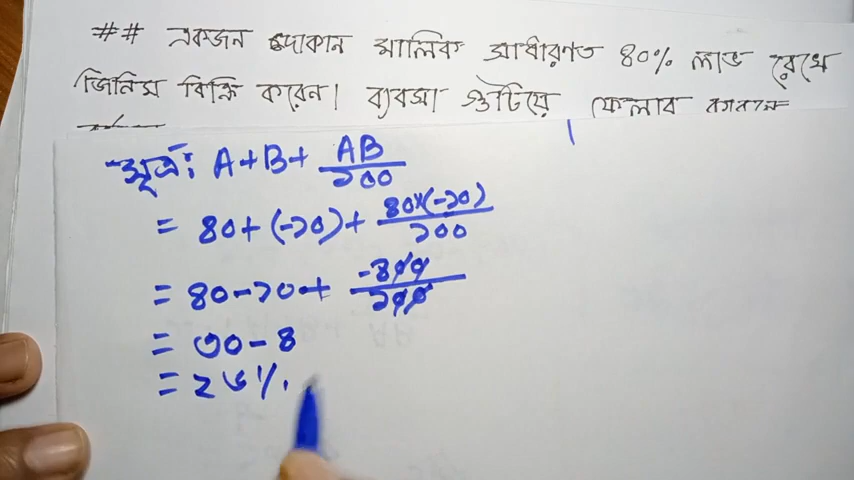 ## একজন দোকান মালিক সাধারণত ৪০% লাভ রেখে
জিনিস বিক্রি করেন। ব্যবসা গুটিয়ে ফেলার
সূত্র: A+B+ AB/১০০
= ৪০+(-১০)+ ৪০×(-১০)/১০০
= ৪০-১০+ -৪০০/১০০
= ৩০-৪
= ২৬%.